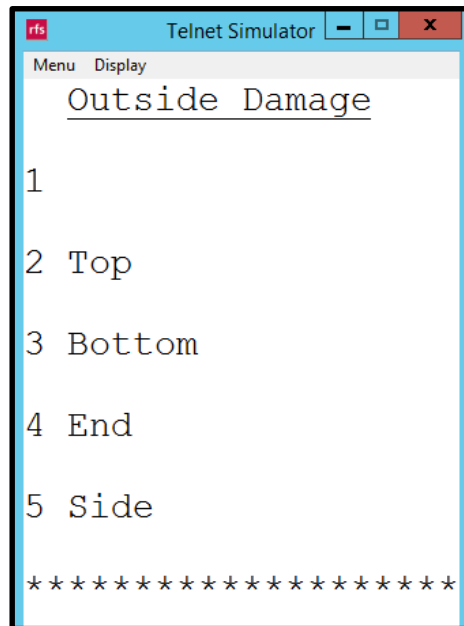 rfs Telnet Simulator
Menu Display
Outside Damage
1
2 Top
3 Bottom
4 End
5 Side
********************